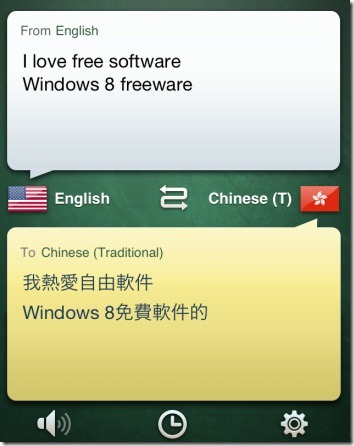 From English
I love free software
Windows 8 freeware
English
Chinese (T)
To Chinese (Traditional)
我熱愛自由軟件
Windows 8免費軟件的